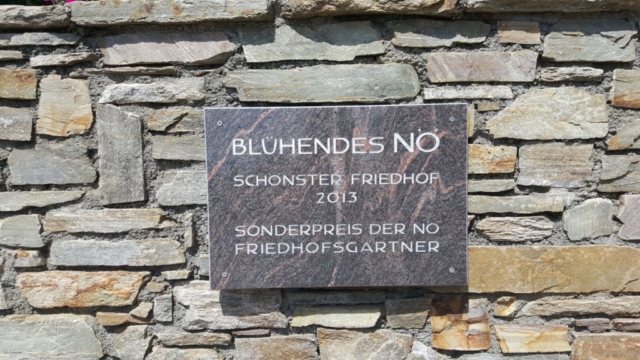 BLÜHENDES NÖ
SCHÖNSTER FRIEDHOF
2013
SONDERPREIS DER NÖ
FRIEDHOFSGÄRTNER